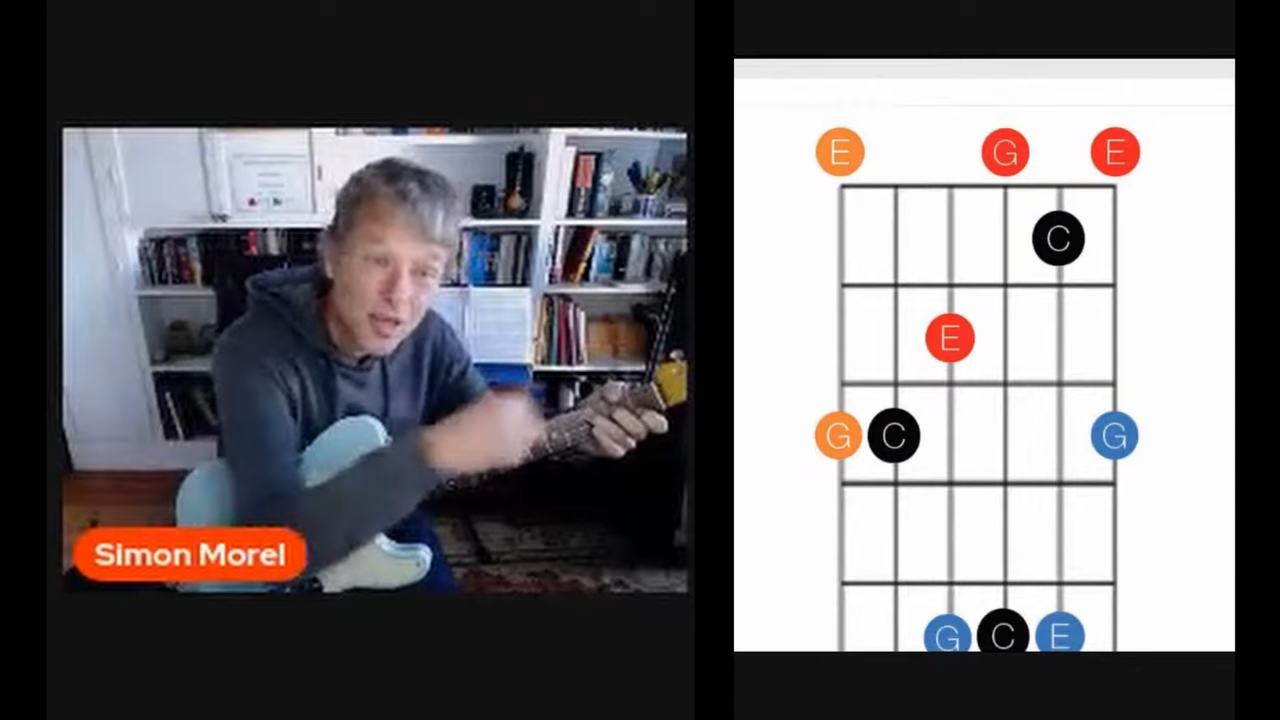 Simon Morel
E G E
C
E
G C G
G C E